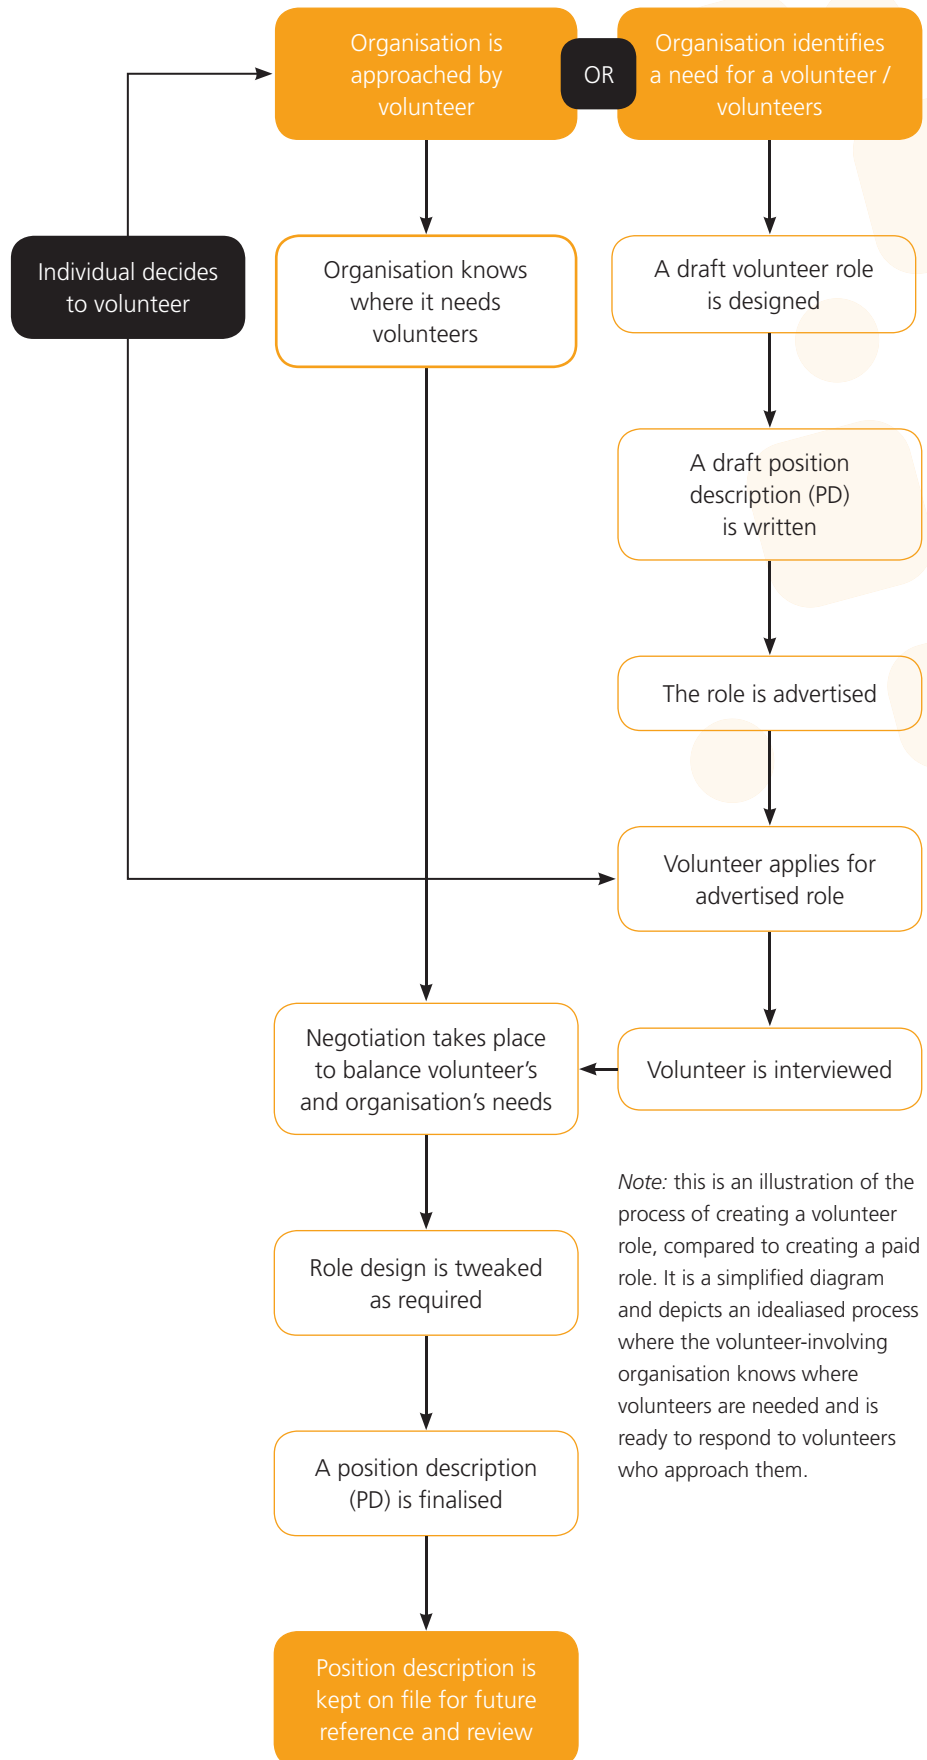 Organisation is
approached by
volunteer
OR
Organisation identifies
a need for a volunteer /
volunteers
Individual decides
to volunteer
Organisation knows
where it needs
volunteers
A draft volunteer role
is designed
A draft position
description (PD)
is written
The role is advertised
Volunteer applies for
advertised role
Negotiation takes place
to balance volunteer’s
and organisation’s needs
Volunteer is interviewed
Note: this is an illustration of the
process of creating a volunteer
role, compared to creating a paid
role. It is a simplified diagram
and depicts an idealiased process
where the volunteer-involving
organisation knows where
volunteers are needed and is
ready to respond to volunteers
who approach them.
Role design is tweaked
as required
A position description
(PD) is finalised
Position description is
kept on file for future
reference and review